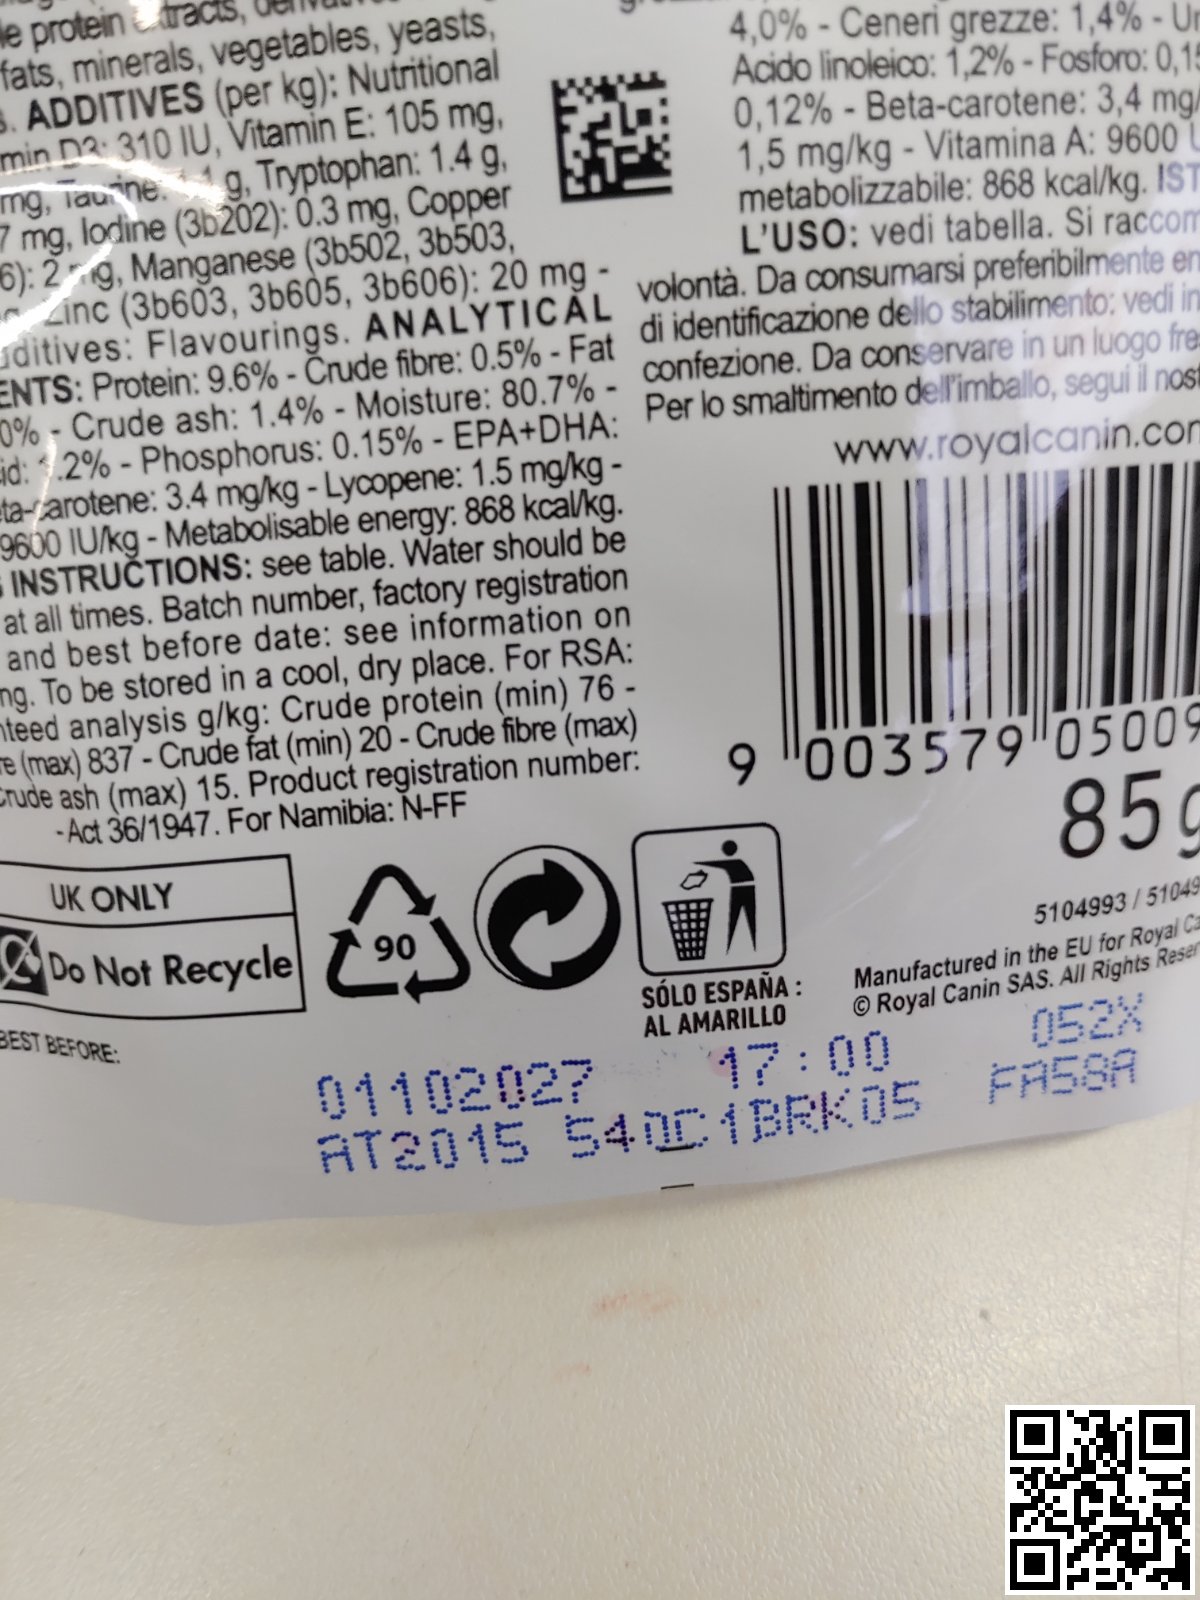 le protein extracts,
fats, minerals, vegetables, yeasts,
ADDITIVES (per kg): Nutritional
D3: 310 IU, Vitamin E: 105 mg,
mg, Taurine: g, Tryptophan: 1.4 g,
7 mg, Iodine (3b202): 0.3 mg, Copper
6): 2 mg, Manganese (3b502, 3b503,
Zinc (3b603, 3b605, 3b606): 20 mg -
Flavourings. ANALYTICAL
ENTS: Protein: 9.6% - Crude fibre: 0.5% - Fat
0% - Crude ash: 1.4% - Moisture: 80.7% -
.2% - Phosphorus: 0.15% - EPA+DHA:
ta-carotene: 3.4 mg/kg - Lycopene: 1.5 mg/kg -
9600 IU/kg - Metabolisable energy: 868 kcal/kg.
INSTRUCTIONS: see table. Water should be
at all times. Batch number, factory registration
and best before date: see information on
ng. To be stored in a cool, dry place. For RSA:
nteed analysis g/kg: Crude protein (min) 76 -
re (max) 837 - Crude fat (min) 20 - Crude fibre (max)
Crude ash (max) 15. Product registration number:
- Act 36/1947. For Namibia: N-FF
4,0% - Ceneri grezze: 1,4% - U
Acido linoleico: 1,2% - Fosforo: 0,1
0,12% - Beta-carotene: 3,4 mg/
1,5 mg/kg - Vitamina A: 9600
metabolizzabile: 868 kcal/kg. IST
L'USO: vedi tabella. Si raccom
volontà. Da consumarsi preferibilmente en
di identificazione dello stabilimento: vedi in
confezione. Da conservare in un luogo fre
Per lo smaltimento dell'imballo, segui il nost
www.royalcanin.com
9 003579 05009
85g
UK ONLY
Do Not Recycle
90
SÓLO ESPAÑA :
AL AMARILLO
5104993 / 51049
Manufactured in the EU for Royal Ca
© Royal Canin SAS. All Rights Reser
BEST BEFORE:
01102027 17:00 052X
AT2015 540C1BRK05 FA58A